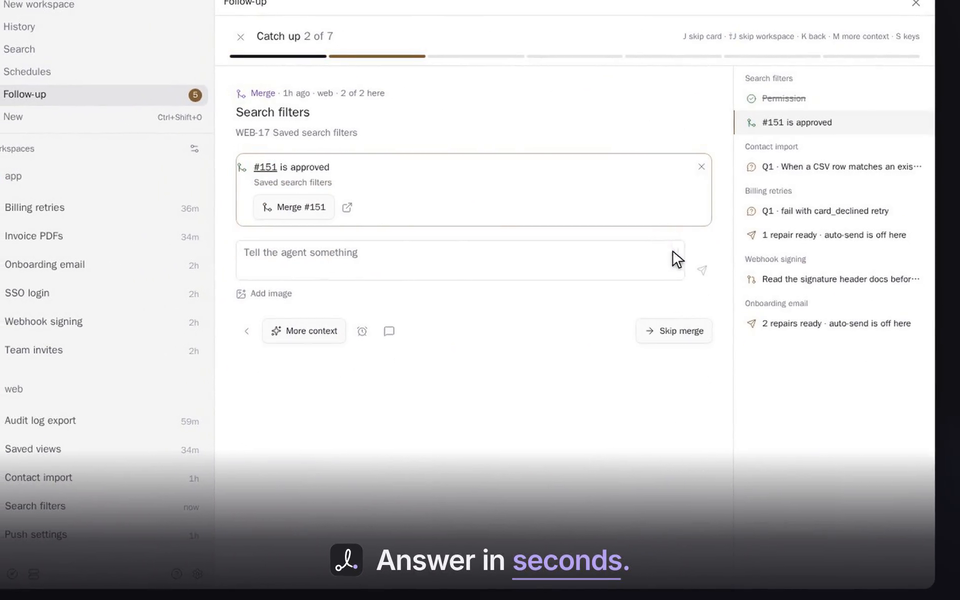 New workspace
History
Search
Schedules
Follow-up 5
New Ctrl+Shift+O
rkspaces
app
Billing retries 36m
Invoice PDFs 34m
Onboarding email 2h
SSO login 2h
Webhook signing 2h
Team invites 2h
web
Audit log export 59m
Saved views 34m
Contact import 1h
Search filters now
Push settings
Follow-up
Catch up 2 of 7
J skip card · ↑J skip workspace · K back · M more context · S keys
Merge · 1h ago · web · 2 of 2 here
Search filters
WEB-17 Saved search filters
#151 is approved
Saved search filters
Merge #151
Tell the agent something
Add image
More context
Skip merge
Search filters
Permission
#151 is approved
Contact import
Q1 · When a CSV row matches an exis···
Billing retries
Q1 · fail with card_declined retry
1 repair ready · auto-send is off here
Webhook signing
Read the signature header docs befor···
Onboarding email
2 repairs ready · auto-send is off here
Answer in seconds.